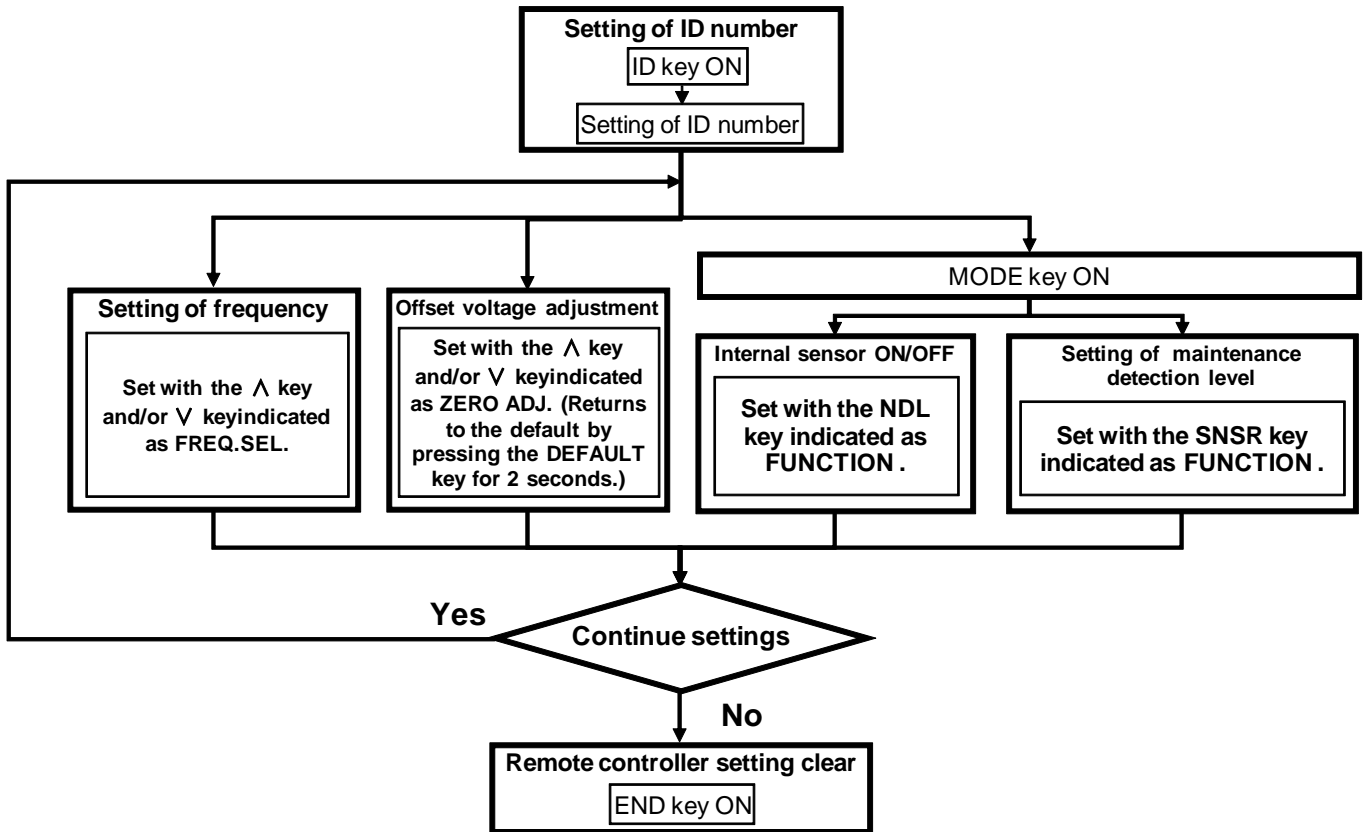 Setting of ID number
ID key ON
Setting of ID number
MODE key ON
Setting of frequency
Set with the ∧ key
and/or ∨ keyindicated
as FREQ.SEL.
Offset voltage adjustment
Set with the ∧ key
and/or ∨ keyindicated
as ZERO ADJ. (Returns
to the default by
pressing the DEFAULT
key for 2 seconds.)
Internal sensor ON/OFF
Set with the NDL
key indicated as
FUNCTION .
Setting of maintenance
detection level
Set with the SNSR key
indicated as FUNCTION .
Yes
Continue settings
No
Remote controller setting clear
END key ON